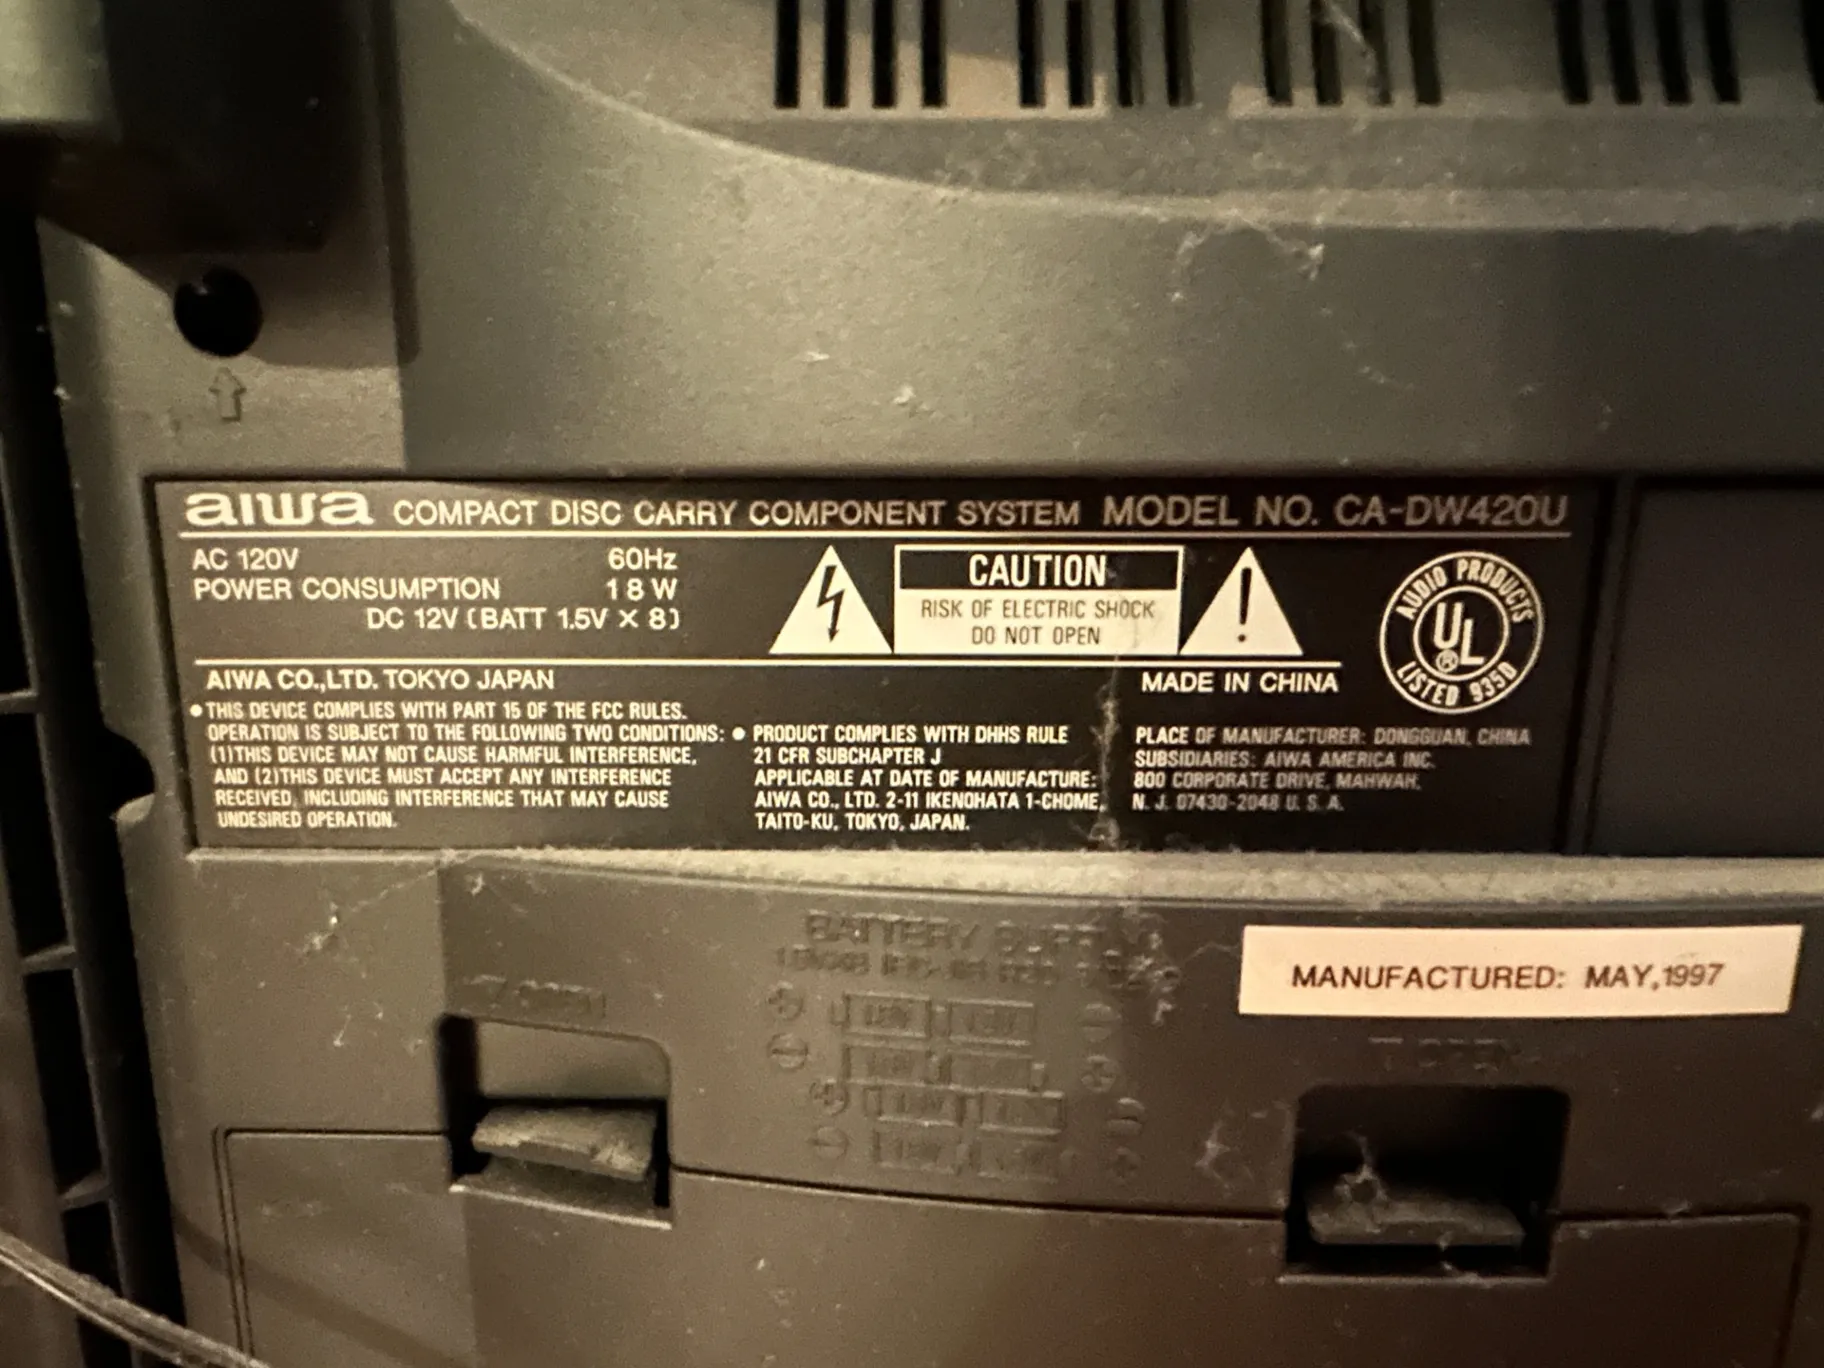 aiwa COMPACT DISC CARRY COMPONENT SYSTEM MODEL NO. CA-DW420U
AC 120V 60Hz
POWER CONSUMPTION 18W
DC 12V (BATT 1.5V × 8)
CAUTION
RISK OF ELECTRIC SHOCK
DO NOT OPEN
AUDIO PRODUCTS
UL
®
LISTED 935D
AIWA CO.,LTD. TOKYO JAPAN
MADE IN CHINA
●THIS DEVICE COMPLIES WITH PART 15 OF THE FCC RULES.
OPERATION IS SUBJECT TO THE FOLLOWING TWO CONDITIONS:
(1)THIS DEVICE MAY NOT CAUSE HARMFUL INTERFERENCE,
AND (2)THIS DEVICE MUST ACCEPT ANY INTERFERENCE
RECEIVED, INCLUDING INTERFERENCE THAT MAY CAUSE
UNDESIRED OPERATION.
● PRODUCT COMPLIES WITH DHHS RULE
21 CFR SUBCHAPTER J
APPLICABLE AT DATE OF MANUFACTURE:
AIWA CO., LTD. 2-11 IKENOHATA 1-CHOME,
TAITO-KU, TOKYO, JAPAN.
PLACE OF MANUFACTURER: DONGGUAN, CHINA
SUBSIDIARIES: AIWA AMERICA INC.
800 CORPORATE DRIVE, MAHWAH,
N. J. 07430-2048 U. S. A.
BATTERY
OPEN
MANUFACTURED: MAY,1997
OPEN